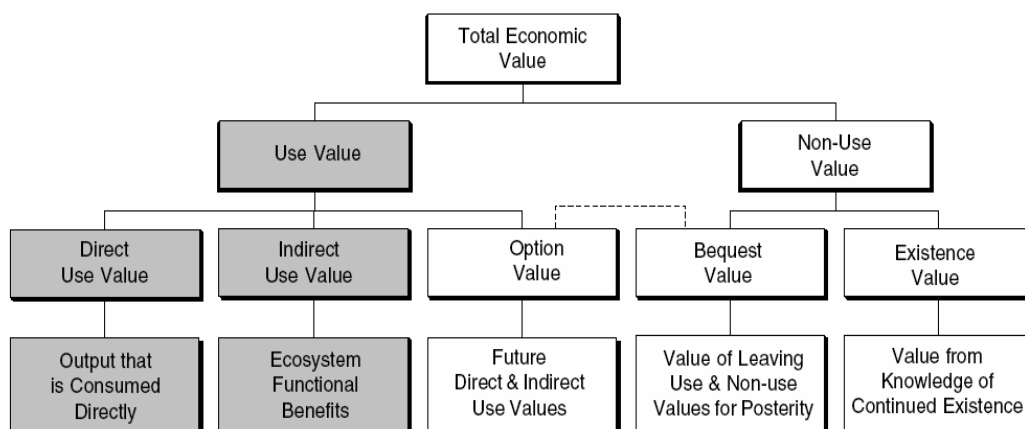 Total Economic
Value
Use Value
Non-Use
Value
Direct
Use Value
Indirect
Use Value
Option
Value
Bequest
Value
Existence
Value
Output that
is Consumed
Directly
Ecosystem
Functional
Benefits
Future
Direct & Indirect
Use Values
Value of Leaving
Use & Non-use
Values for Posterity
Value from
Knowledge of
Continued Existence